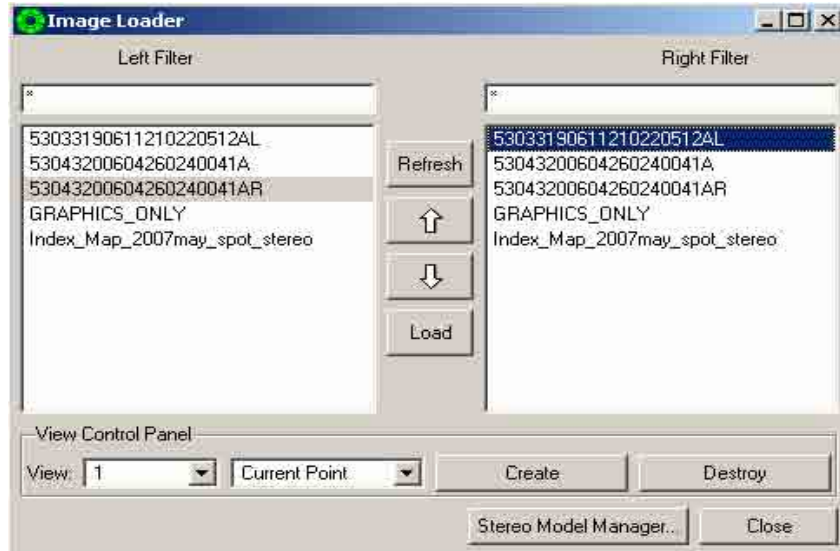 Image Loader
Left Filter
Right Filter
*
*
53033190611210220512AL
53043200604260240041A
53043200604260240041AR
GRAPHICS_ONLY
Index_Map_2007may_spot_stereo
Refresh
Load
53033190611210220512AL
53043200604260240041A
53043200604260240041AR
GRAPHICS_ONLY
Index_Map_2007may_spot_stereo
View Control Panel
View: 1 Current Point Create Destroy
Stereo Model Manager.. Close